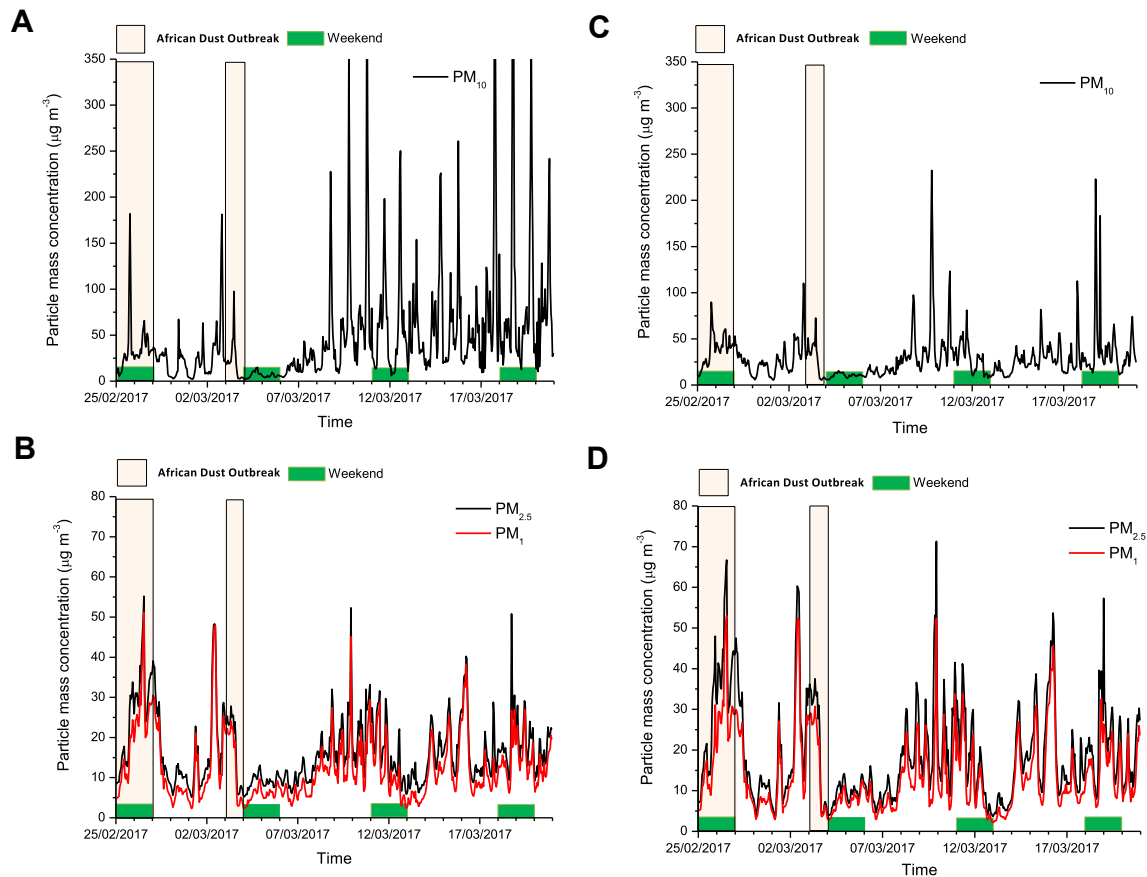 A
African Dust Outbreak Weekend
PM10
350
300
250
200
150
100
50
0
Particle mass concentration (μg m-3)
25/02/2017 02/03/2017 07/03/2017 12/03/2017 17/03/2017
Time
C
African Dust Outbreak Weekend
PM10
350
300
250
200
150
100
50
0
Particle mass concentration (μg m-3)
25/02/2017 02/03/2017 07/03/2017 12/03/2017 17/03/2017
Time
B
African Dust Outbreak Weekend
PM2.5
PM1
80
70
60
50
40
30
20
10
0
Particle mass concentration (μg m-3)
25/02/2017 02/03/2017 07/03/2017 12/03/2017 17/03/2017
Time
D
African Dust Outbreak Weekend
PM2.5
PM1
80
70
60
50
40
30
20
10
0
Particle mass concentration (μg m-3)
25/02/2017 02/03/2017 07/03/2017 12/03/2017 17/03/2017
Time